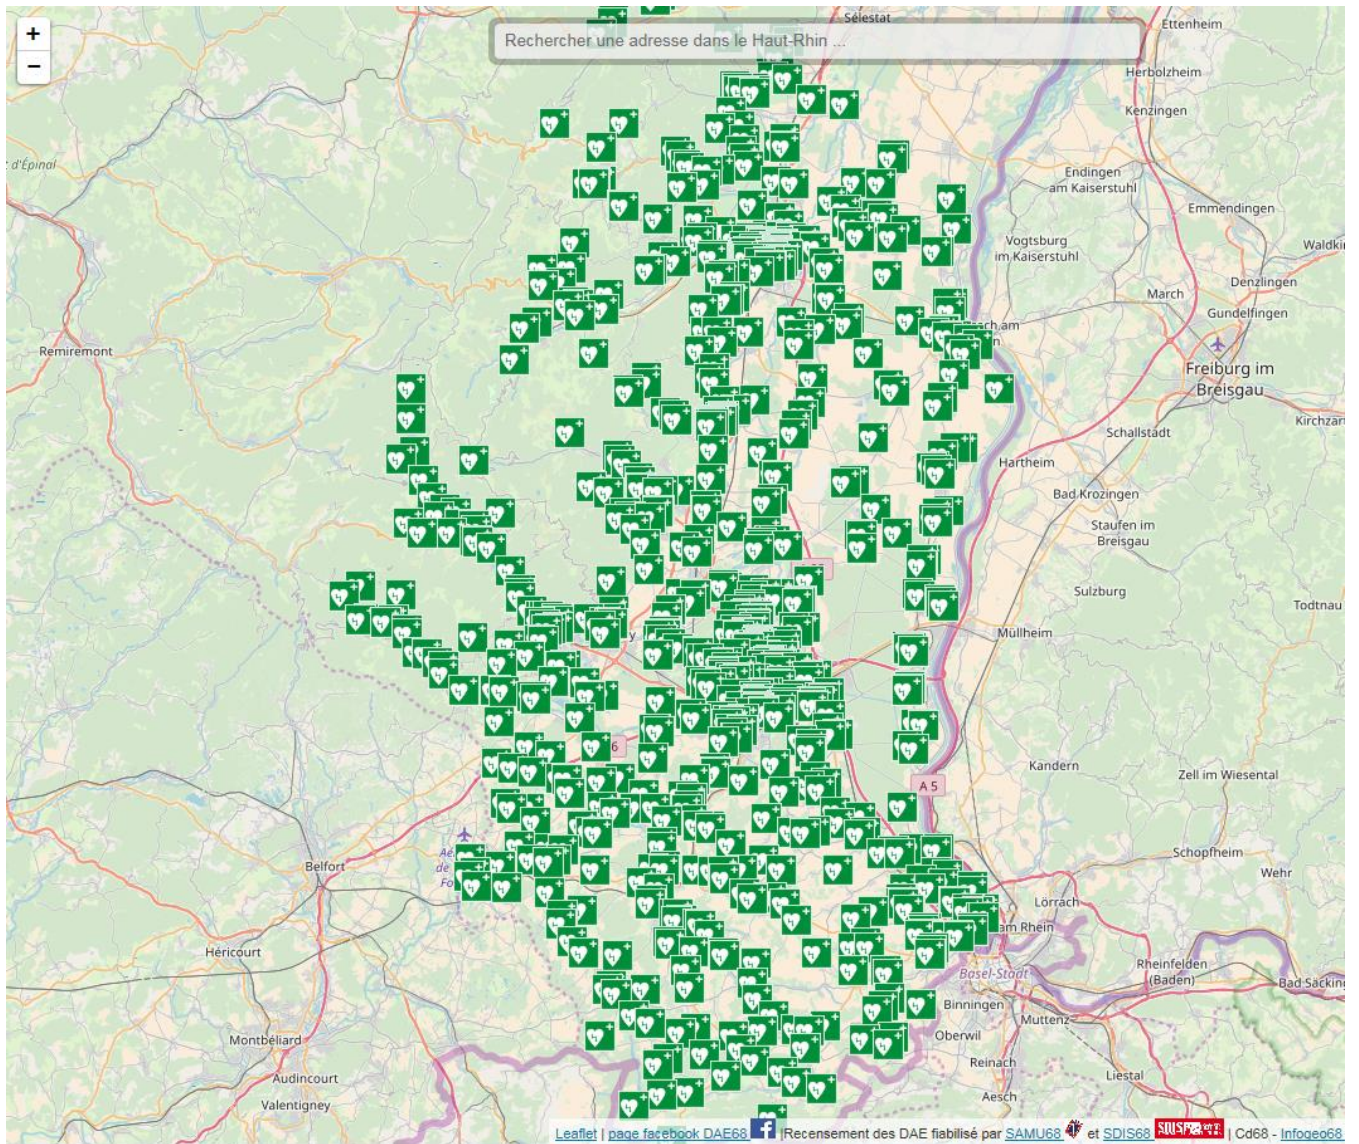 +
−
Rechercher une adresse dans le Haut-Rhin ...
Sélestat
Ettenheim
Herbolzheim
Kenzingen
t d'Épinal
Endingen
am Kaiserstuhl
Emmendingen
Vogtsburg
im Kaiserstuhl
Waldki
Denzlingen
March
Gundelfingen
Remiremont
Freiburg im
Breisgau
Kirchzar
Schallstadt
Hartheim
Bad Krozingen
Staufen im
Breisgau
Sulzburg
Todtnau
Müllheim
Kandern
Zell im Wiesental
A 5
Schopfheim
Wehr
Belfort
Lörrach
am Rhein
Héricourt
Rheinfelden
(Baden)
Bad Säcking
Basel-Stadt
Binningen
Muttenz
Oberwil
Montbéliard
Reinach
Liestal
Audincourt
Aesch
Valentigney
Leaflet | page facebook DAE68 |Recensement des DAE fiabilisé par SAMU68 et SDIS68 | Cd68 - Infogeo68